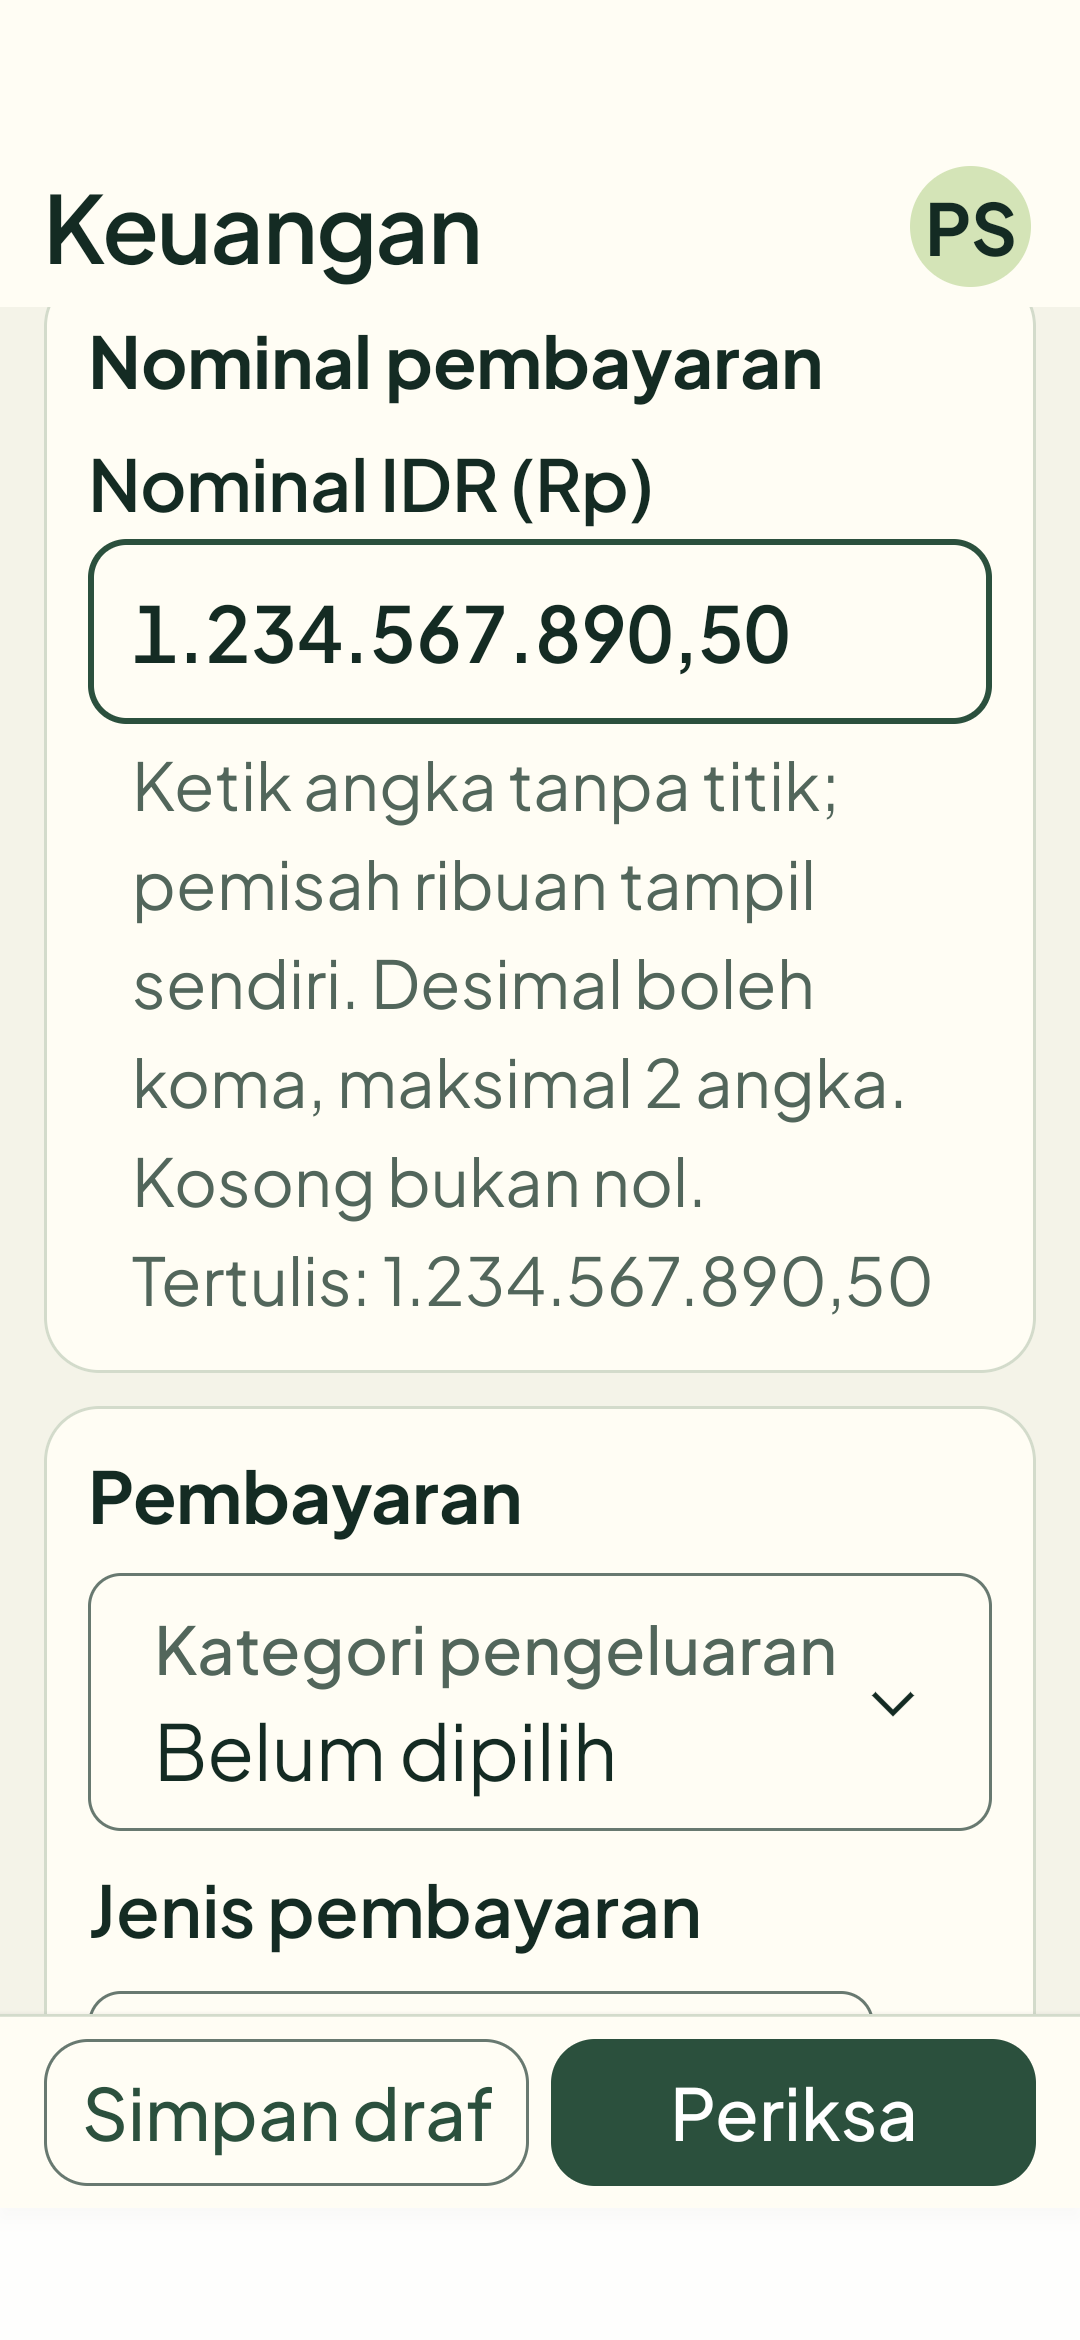 Keuangan
PS
Nominal pembayaran
Nominal IDR (Rp)
1.234.567.890,50
Ketik angka tanpa titik;
pemisah ribuan tampil
sendiri. Desimal boleh
koma, maksimal 2 angka.
Kosong bukan nol.
Tertulis: 1.234.567.890,50
Pembayaran
Kategori pengeluaran
Belum dipilih
Jenis pembayaran
Simpan draf
Periksa